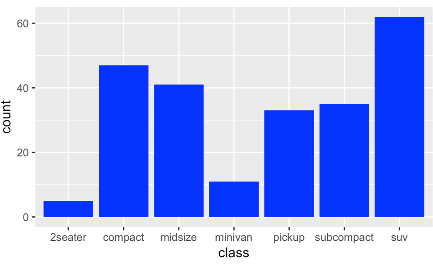 60
40
20
0
count
2seater compact midsize minivan pickup subcompact suv
class